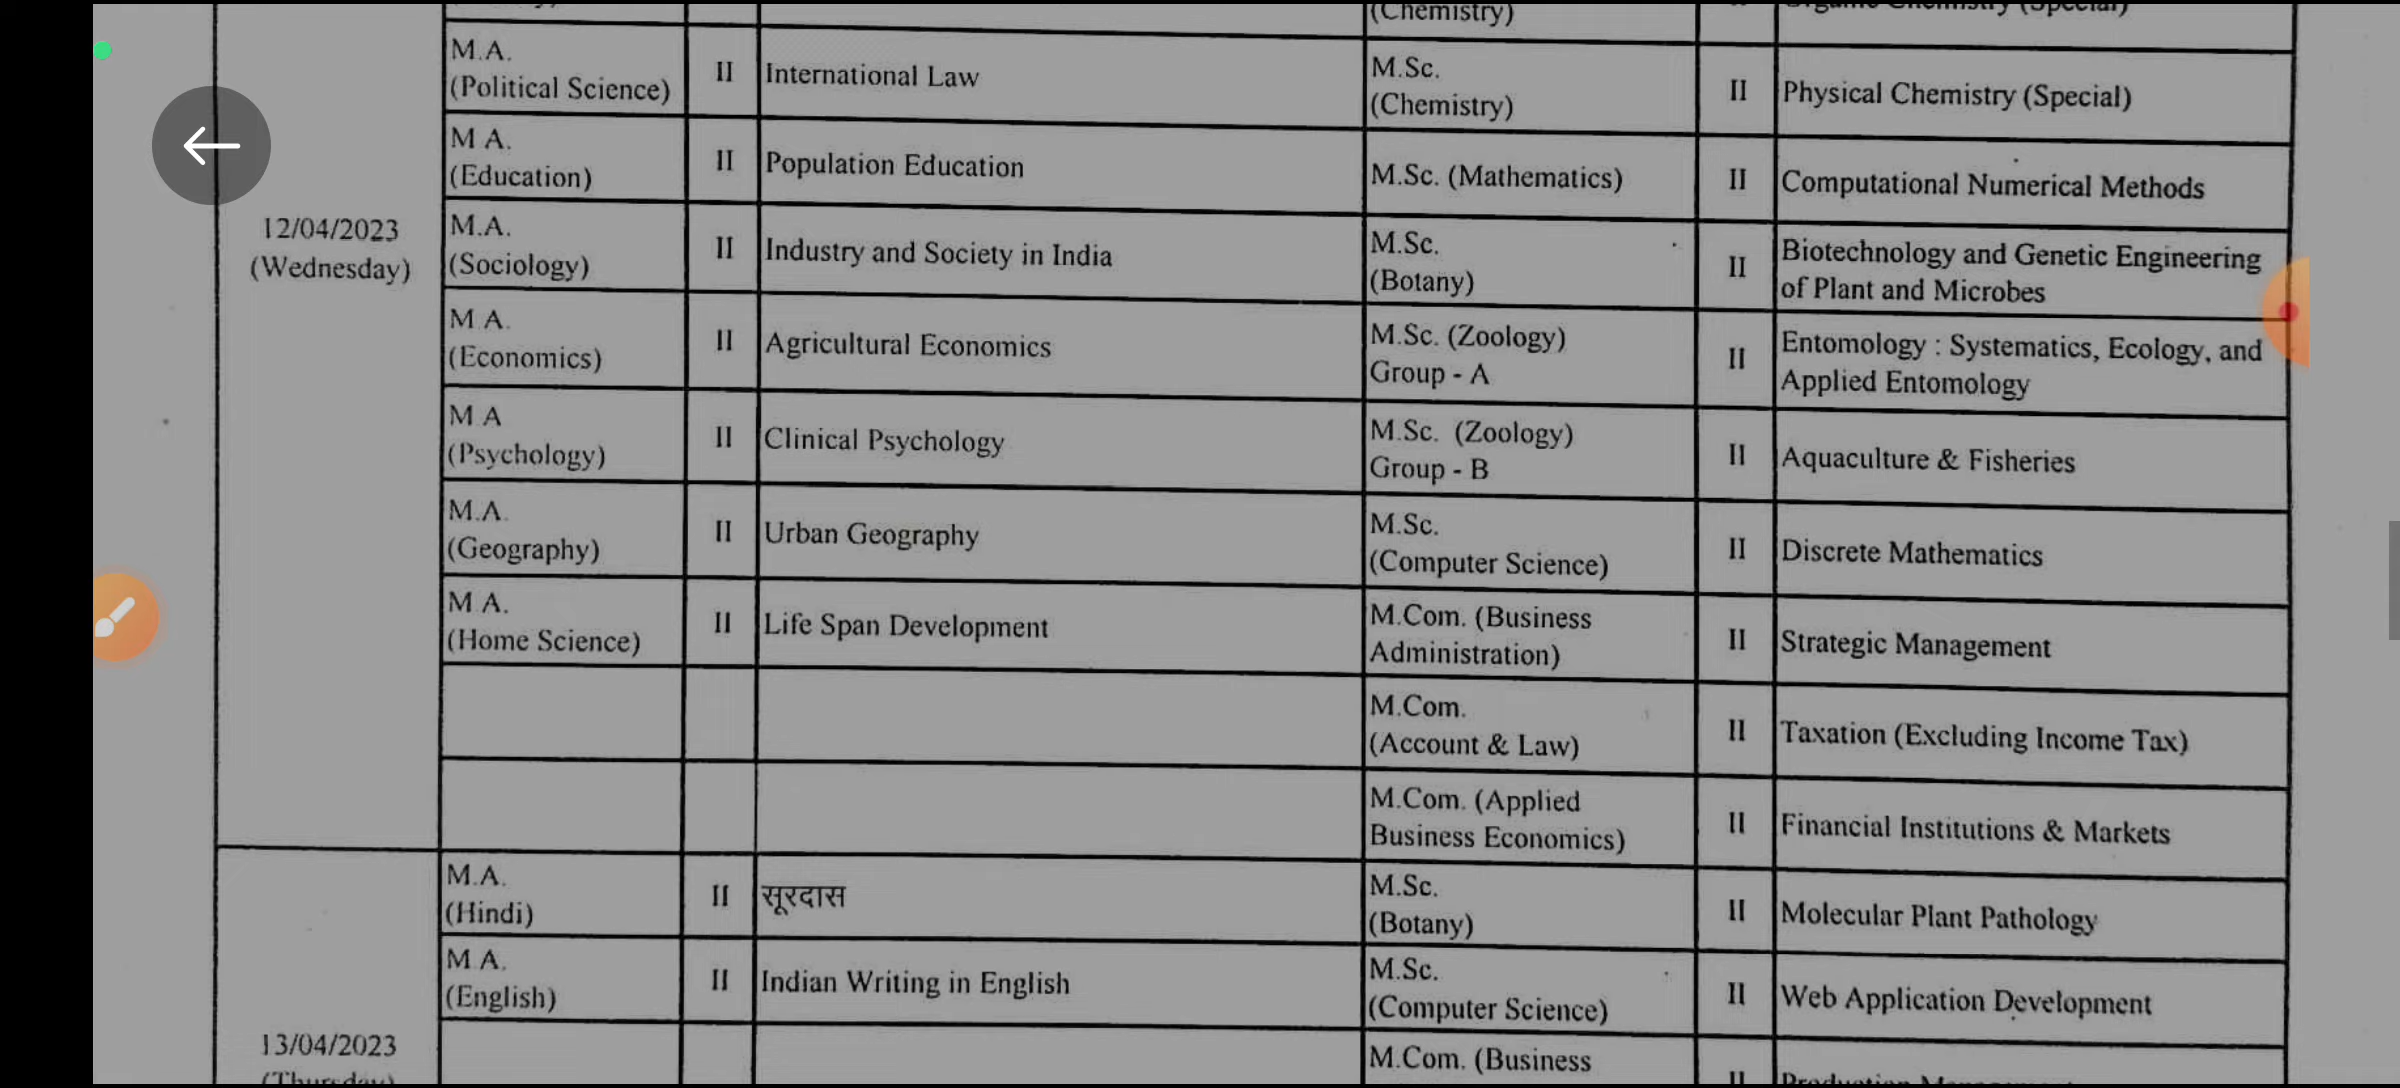 (Chemistry)
M.A.
(Political Science)
II
International Law
M.Sc.
(Chemistry)
II
Physical Chemistry (Special)
M A.
(Education)
II
Population Education
M.Sc. (Mathematics)
II
Computational Numerical Methods
12/04/2023
(Wednesday)
M.A.
(Sociology)
II
Industry and Society in India
M.Sc.
(Botany)
II
Biotechnology and Genetic Engineering
of Plant and Microbes
M A.
(Economics)
II
Agricultural Economics
M.Sc. (Zoology)
Group - A
II
Entomology : Systematics, Ecology, and
Applied Entomology
M A
(Psychology)
II
Clinical Psychology
M.Sc. (Zoology)
Group - B
II
Aquaculture & Fisheries
M.A.
(Geography)
II
Urban Geography
M.Sc.
(Computer Science)
II
Discrete Mathematics
M A.
(Home Science)
II
Life Span Development
M.Com. (Business
Administration)
II
Strategic Management
M.Com.
(Account & Law)
II
Taxation (Excluding Income Tax)
M.Com. (Applied
Business Economics)
II
Financial Institutions & Markets
M.A.
(Hindi)
II
सूरदास
M.Sc.
(Botany)
II
Molecular Plant Pathology
M.A.
(English)
II
Indian Writing in English
M.Sc.
(Computer Science)
II
Web Application Development
13/04/2023
(Thursday)
M.Com. (Business
II